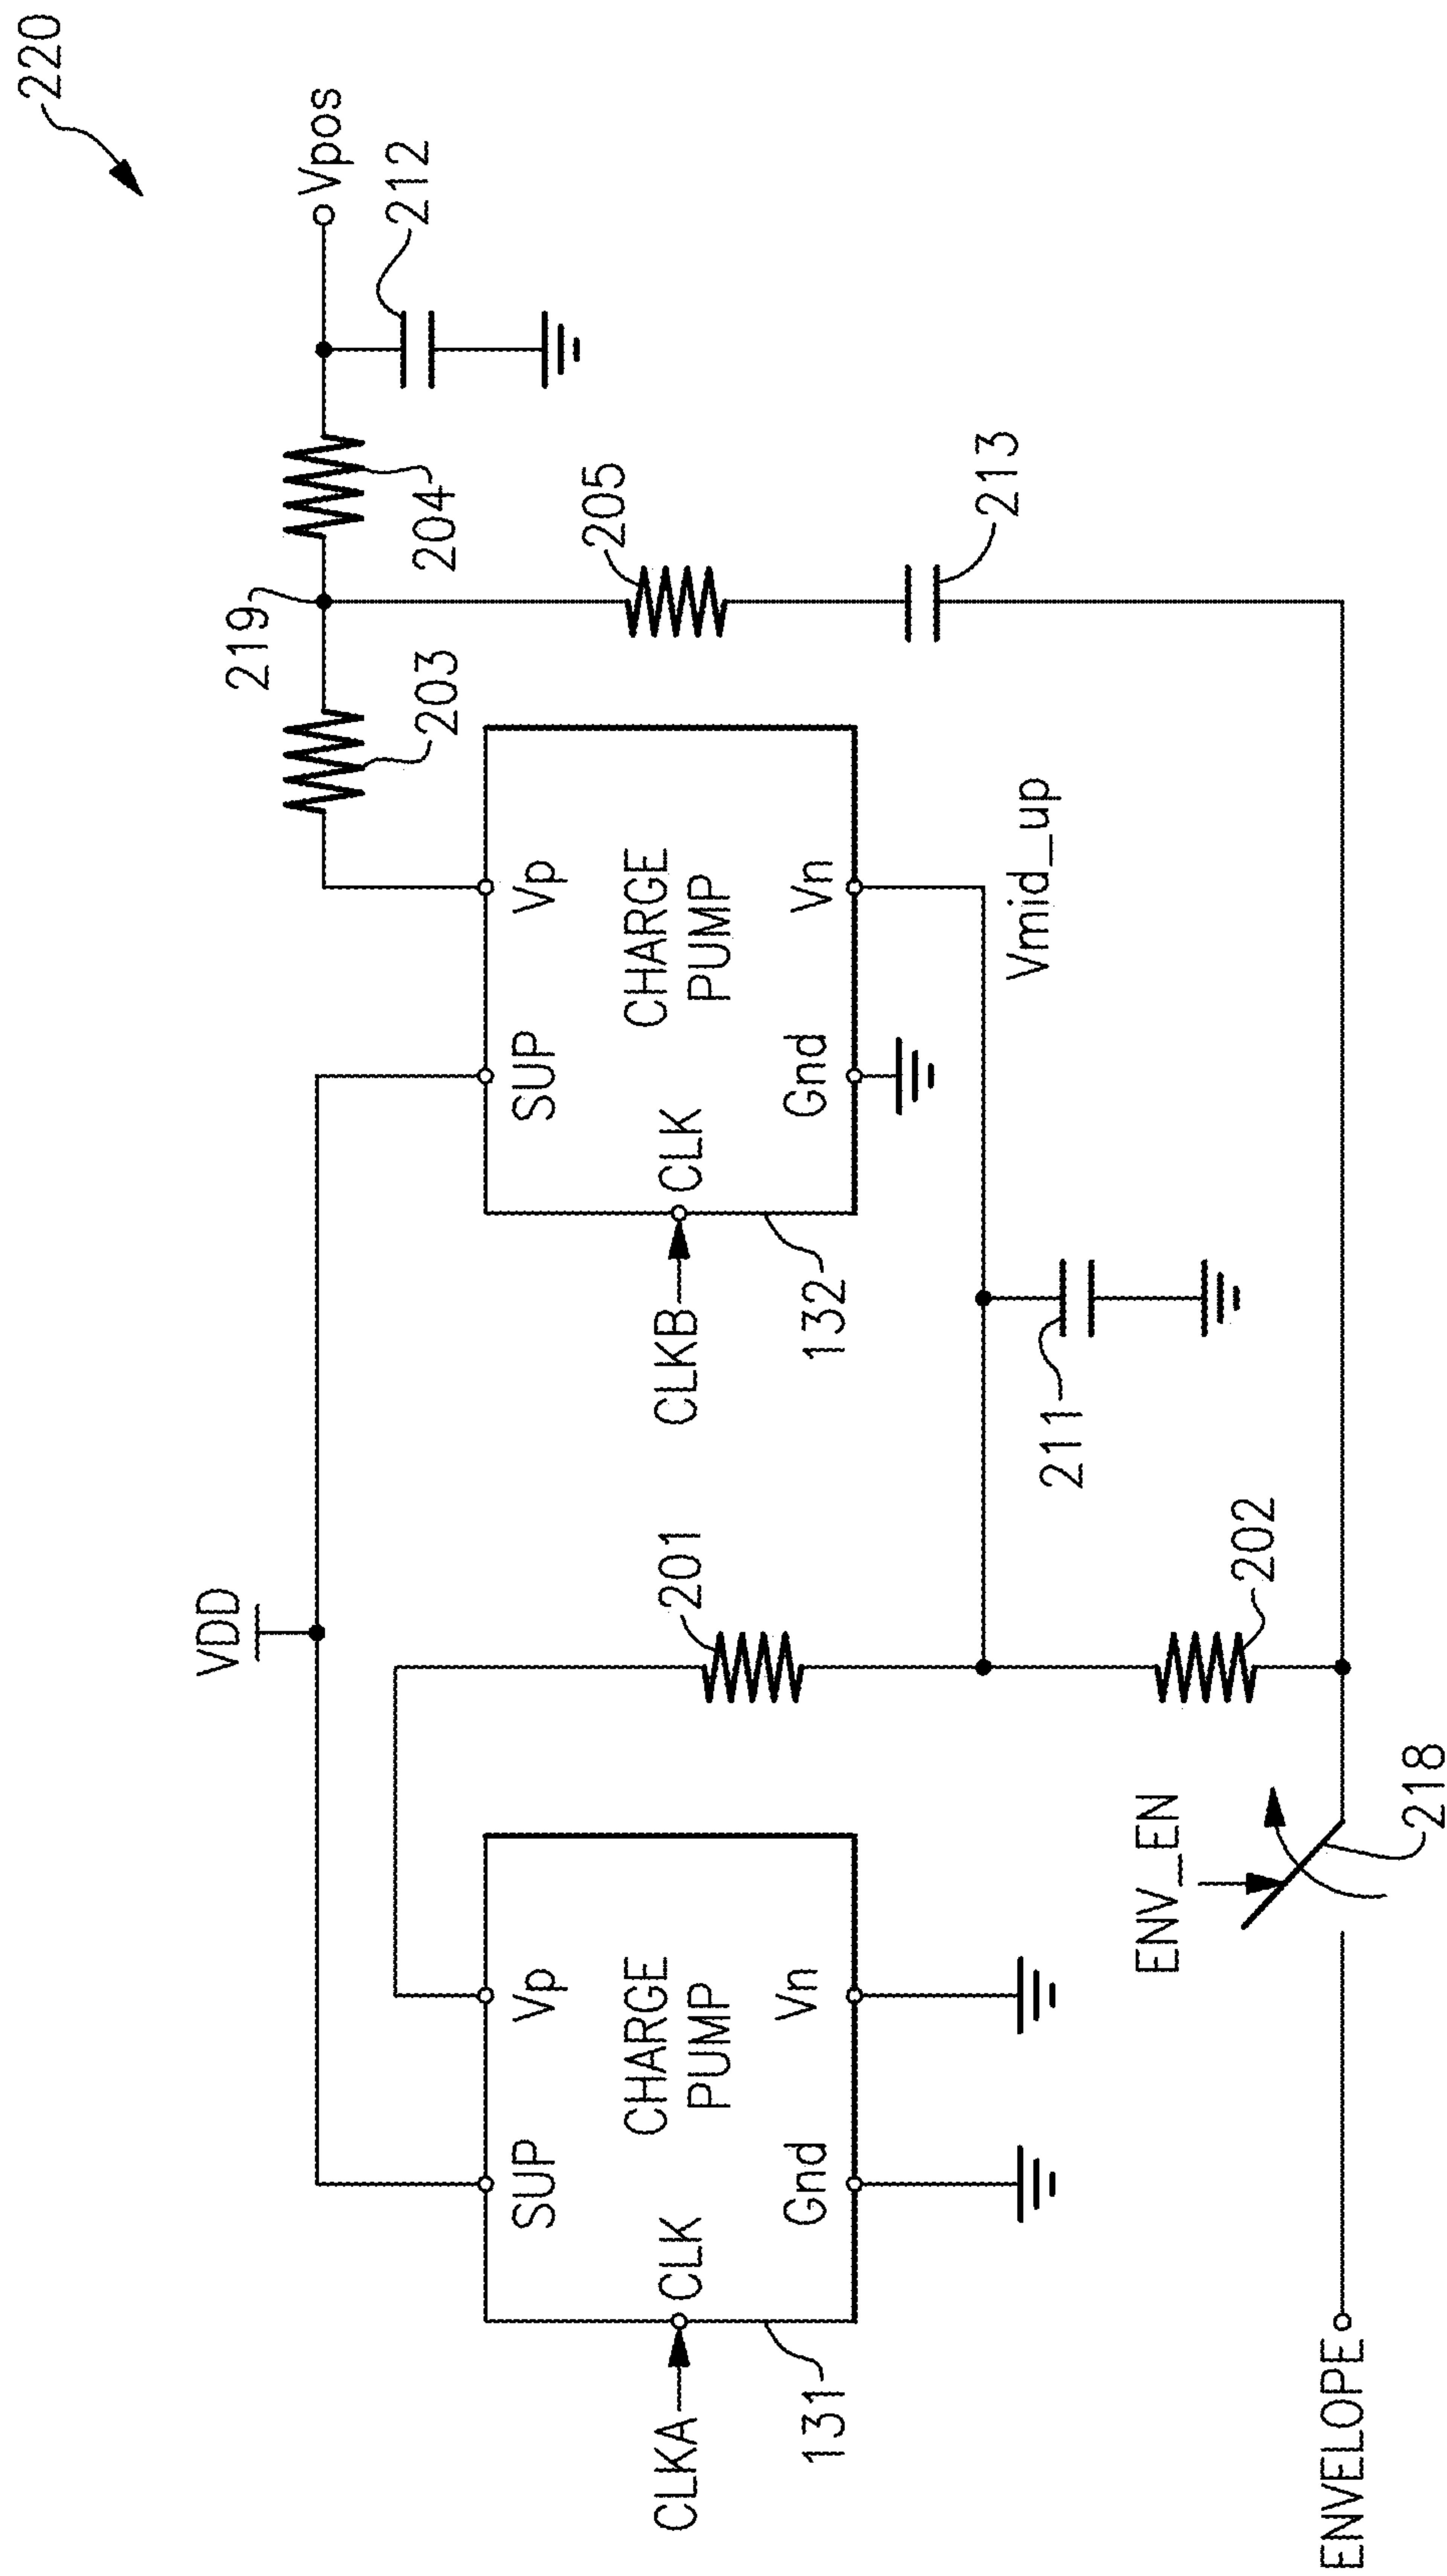 220
VDD
Vpos
219
203
204
212
SUP
Vp
CLKA
CLK
CHARGE
PUMP
Gnd
Vn
131
201
SUP
Vp
CLKB
CLK
CHARGE
PUMP
Gnd
Vn
132
205
213
211
Vmid_up
202
ENV_EN
218
ENVELOPE